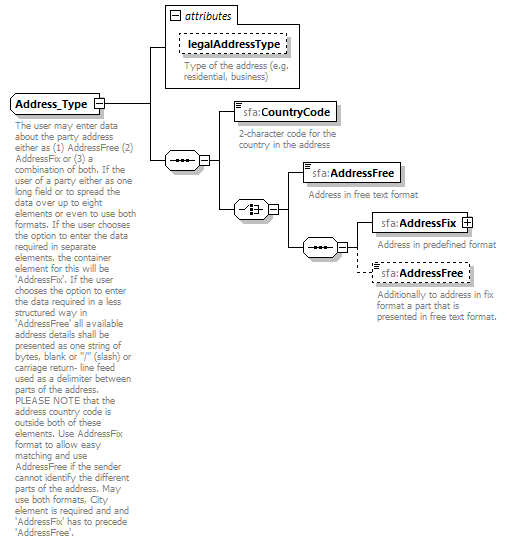 attributes
legalAddressType
Type of the address (e.g.
residential, business)
Address_Type
The user may enter data
about the party address
either as (1) AddressFree (2)
AddressFix or (3) a
combination of both. If the
user of a party either as one
long field or to spread the
data over up to eight
elements or even to use both
formats. If the user chooses
the option to enter the data
required in separate
elements, the container
element for this will be
'AddressFix'. If the user
chooses the option to enter
the data required in a less
structured way in
'AddressFree' all available
address details shall be
presented as one string of
bytes, blank or "/" (slash) or
carriage return- line feed
used as a delimiter between
parts of the address.
PLEASE NOTE that the
address country code is
outside both of these
elements. Use AddressFix
format to allow easy
matching and use
AddressFree if the sender
cannot identify the different
parts of the address. May
use both formats, City
element is required and and
'AddressFix' has to precede
'AddressFree'.
sfa:CountryCode
2-character code for the
country in the address
sfa:AddressFree
Address in free text format
sfa:AddressFix
Address in predefined format
sfa:AddressFree
Additionally to address in fix
format a part that is
presented in free text format.